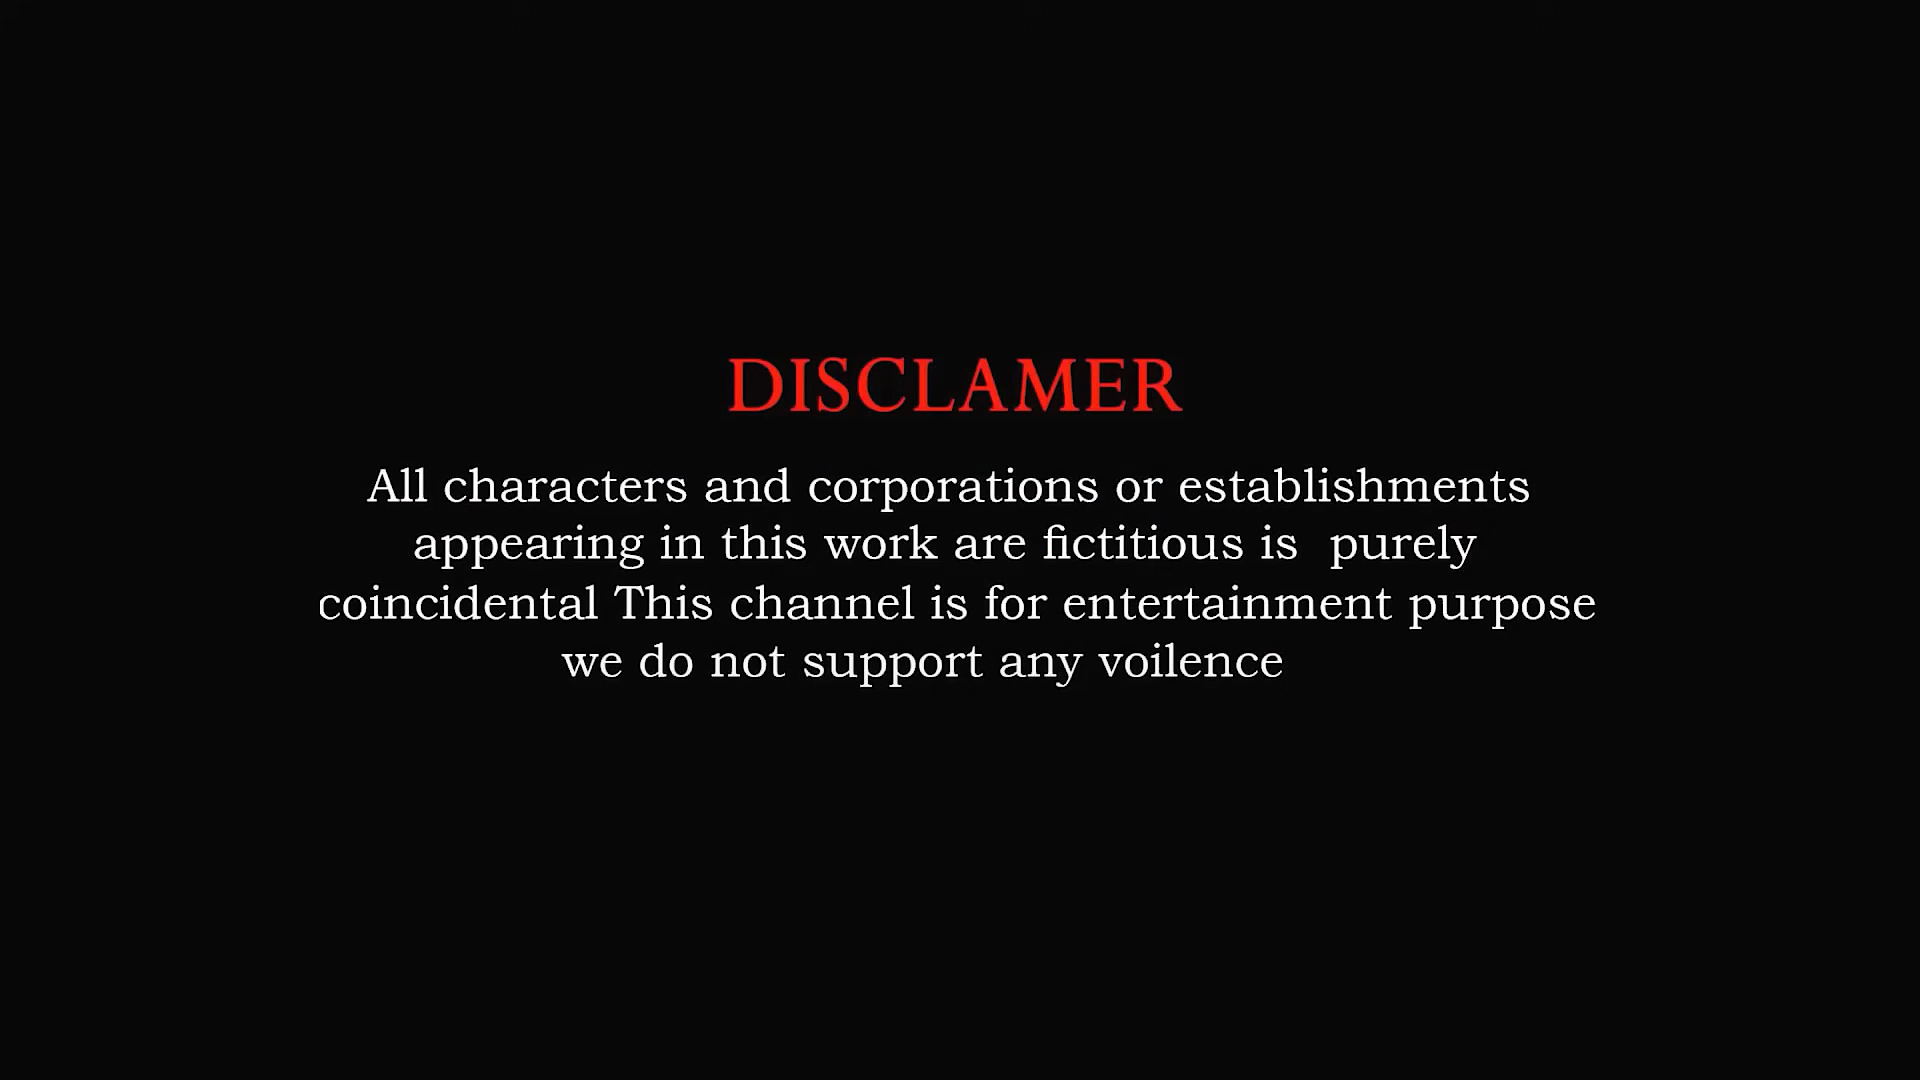 DISCLAMER
All characters and corporations or establishments
appearing in this work are fictitious is  purely
coincidental This channel is for entertainment purpose
we do not support any voilence